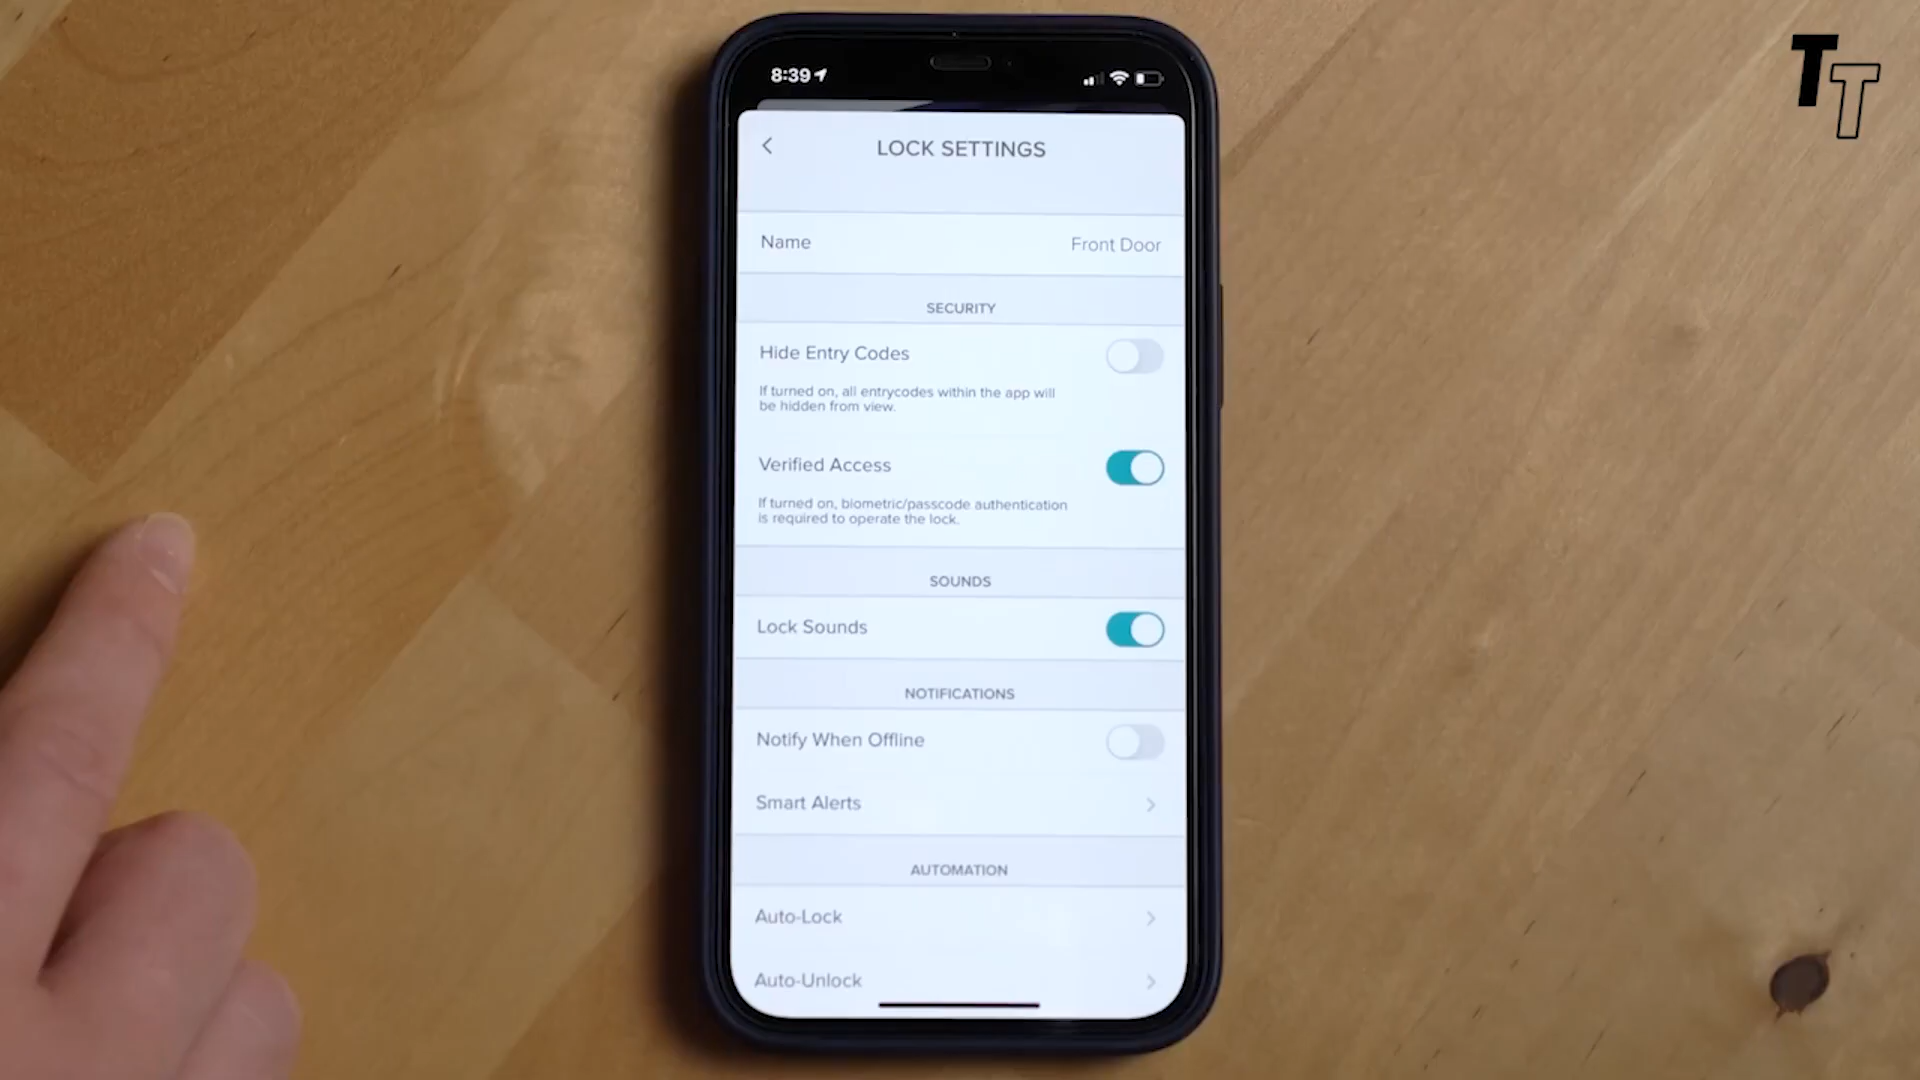 TT
8:39
LOCK SETTINGS
Name Front Door
SECURITY
Hide Entry Codes
If turned on, all entrycodes within the app will
be hidden from view.
Verified Access
If turned on, biometric/passcode authentication
is required to operate the lock.
SOUNDS
Lock Sounds
NOTIFICATIONS
Notify When Offline
Smart Alerts
AUTOMATION
Auto-Lock
Auto-Unlock